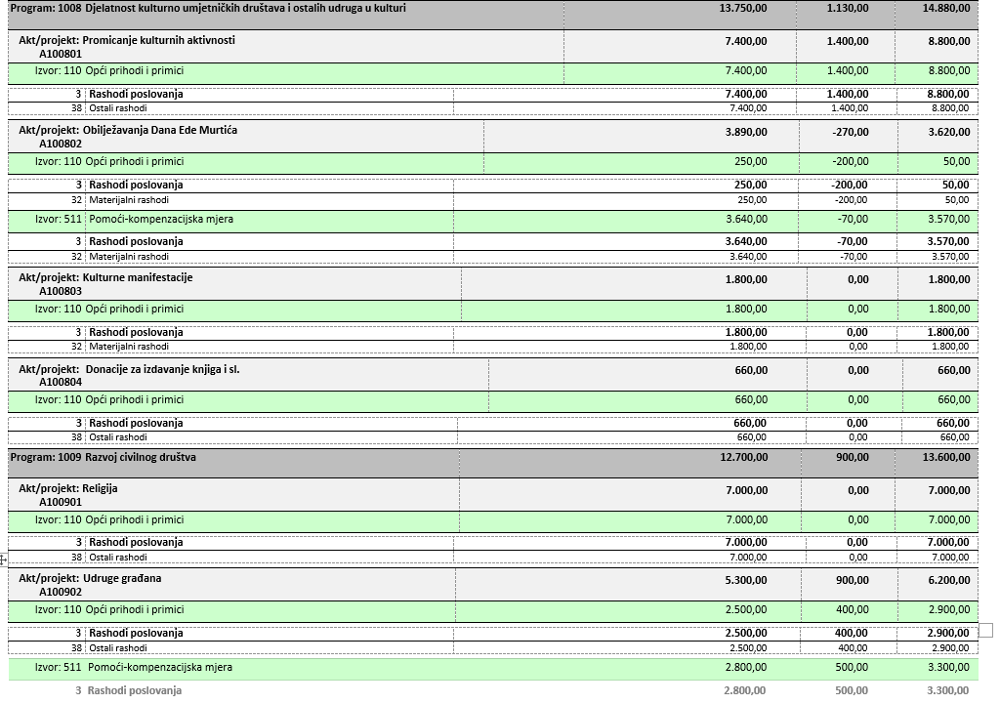 Program: 1008 Djelatnost kulturno umjetničkih društava i ostalih udruga u kulturi 13.750,00 1.130,00 14.880,00
Akt/projekt: Promicanje kulturnih aktivnosti 7.400,00 1.400,00 8.800,00
A100801
Izvor: 110 Opći prihodi i primici 7.400,00 1.400,00 8.800,00
3 Rashodi poslovanja 7.400,00 1.400,00 8.800,00
38 Ostali rashodi 7.400,00 1.400,00 8.800,00
Akt/projekt: Obilježavanja Dana Ede Murtića 3.890,00 -270,00 3.620,00
A100802
Izvor: 110 Opći prihodi i primici 250,00 -200,00 50,00
3 Rashodi poslovanja 250,00 -200,00 50,00
32 Materijalni rashodi 250,00 -200,00 50,00
Izvor: 511 Pomoći-kompenzacijska mjera 3.640,00 -70,00 3.570,00
3 Rashodi poslovanja 3.640,00 -70,00 3.570,00
32 Materijalni rashodi 3.640,00 -70,00 3.570,00
Akt/projekt: Kulturne manifestacije 1.800,00 0,00 1.800,00
A100803
Izvor: 110 Opći prihodi i primici 1.800,00 0,00 1.800,00
3 Rashodi poslovanja 1.800,00 0,00 1.800,00
32 Materijalni rashodi 1.800,00 0,00 1.800,00
Akt/projekt: Donacije za izdavanje knjiga i sl. 660,00 0,00 660,00
A100804
Izvor: 110 Opći prihodi i primici 660,00 0,00 660,00
3 Rashodi poslovanja 660,00 0,00 660,00
38 Ostali rashodi 660,00 0,00 660,00
Program: 1009 Razvoj civilnog društva 12.700,00 900,00 13.600,00
Akt/projekt: Religija 7.000,00 0,00 7.000,00
A100901
Izvor: 110 Opći prihodi i primici 7.000,00 0,00 7.000,00
3 Rashodi poslovanja 7.000,00 0,00 7.000,00
38 Ostali rashodi 7.000,00 0,00 7.000,00
Akt/projekt: Udruge građana 5.300,00 900,00 6.200,00
A100902
Izvor: 110 Opći prihodi i primici 2.500,00 400,00 2.900,00
3 Rashodi poslovanja 2.500,00 400,00 2.900,00
38 Ostali rashodi 2.500,00 400,00 2.900,00
Izvor: 511 Pomoći-kompenzacijska mjera 2.800,00 500,00 3.300,00
3 Rashodi poslovanja 2.800,00 500,00 3.300,00